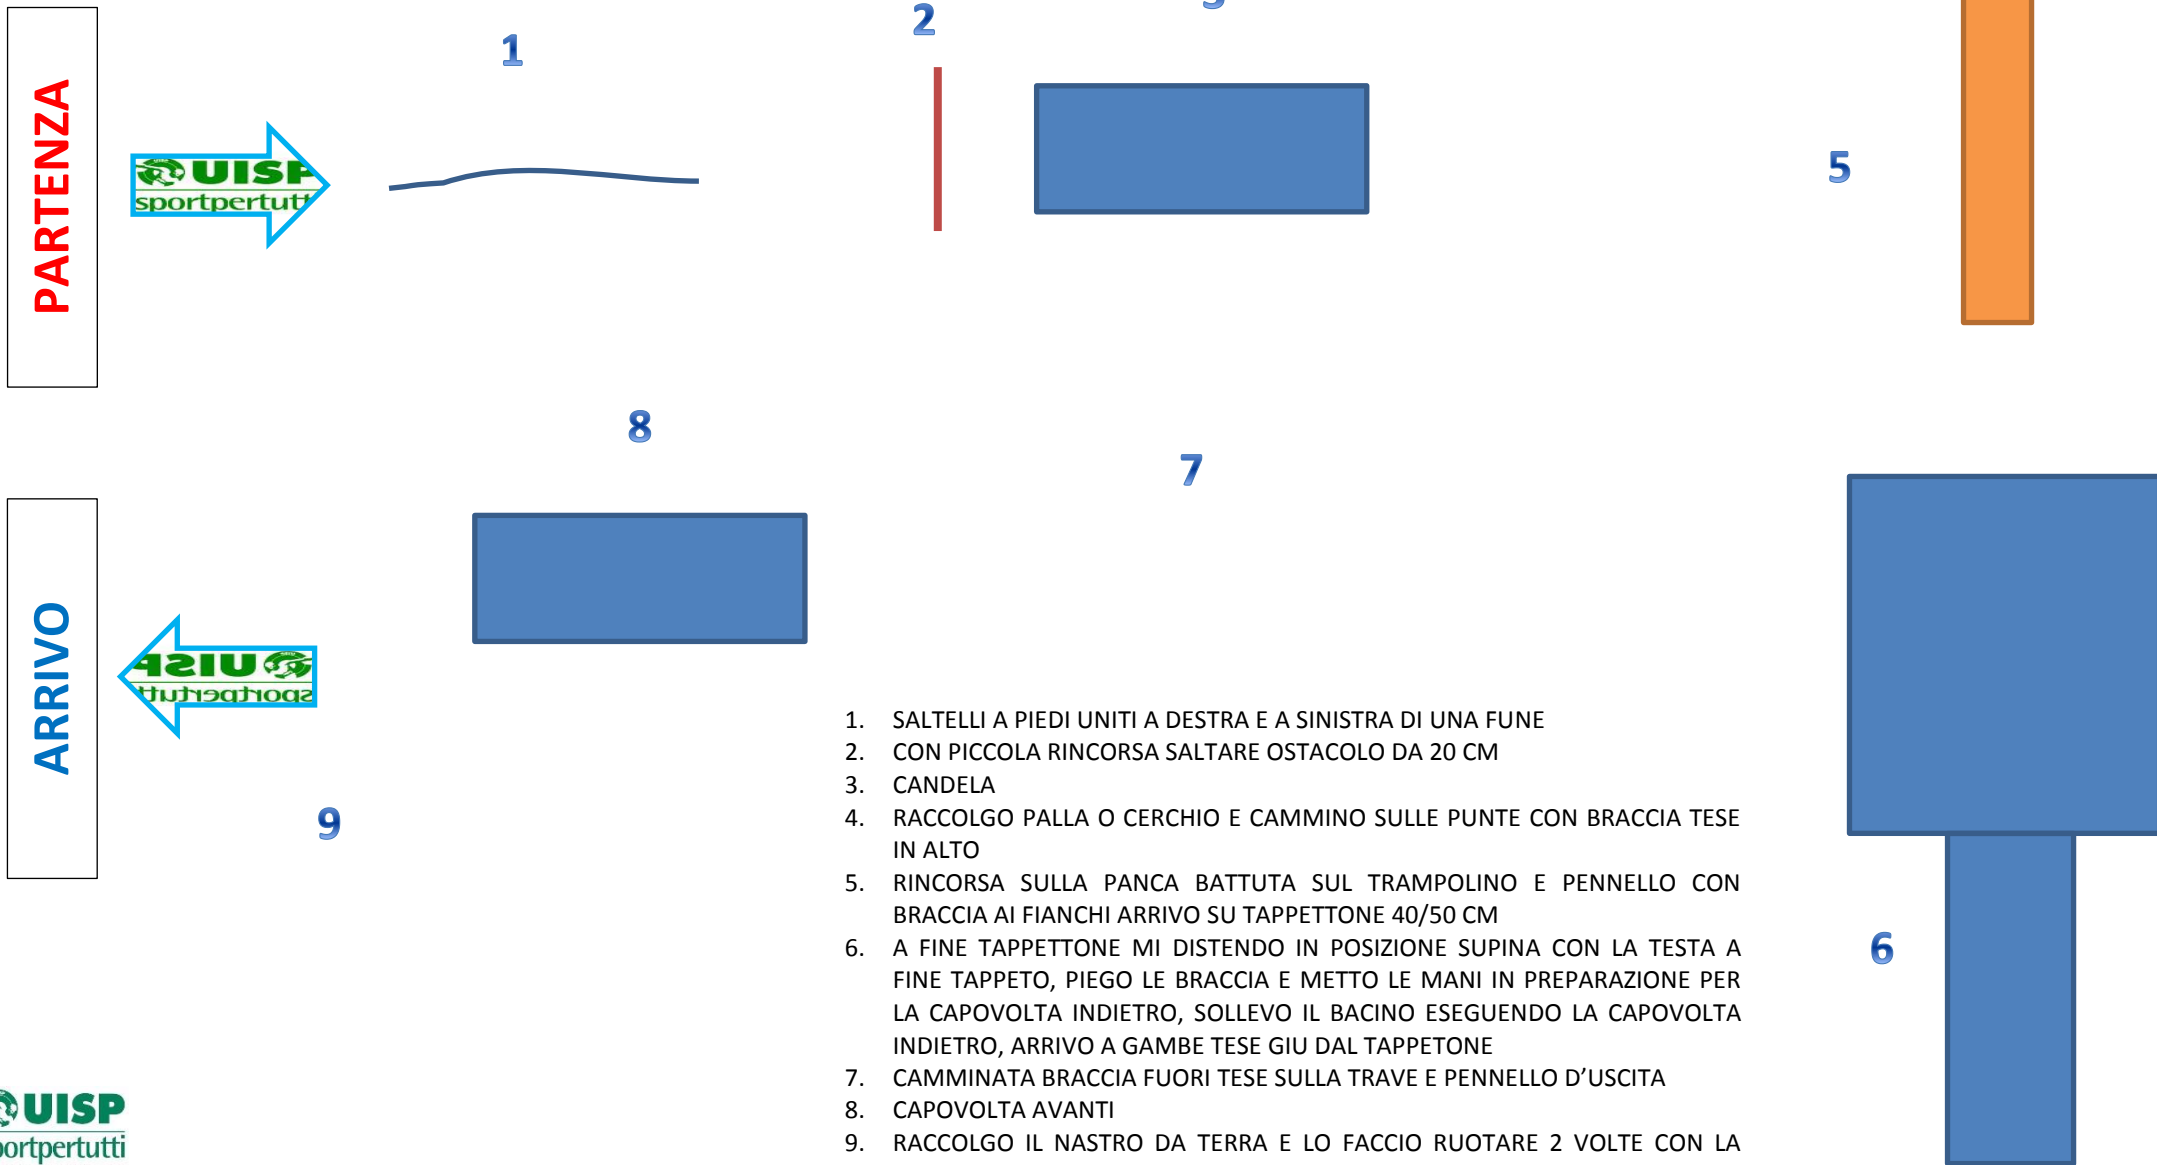 2
3
1
PARTENZA
UISP
sportpertutti
5
8
7
ARRIVO
UISP
sportpertutti
9
6
1. SALTELLI A PIEDI UNITI A DESTRA E A SINISTRA DI UNA FUNE
2. CON PICCOLA RINCORSA SALTARE OSTACOLO DA 20 CM
3. CANDELA
4. RACCOLGO PALLA O CERCHIO E CAMMINO SULLE PUNTE CON BRACCIA TESE
IN ALTO
5. RINCORSA SULLA PANCA BATTUTA SUL TRAMPOLINO E PENNELLO CON
BRACCIA AI FIANCHI ARRIVO SU TAPPETTONE 40/50 CM
6. A FINE TAPPETTONE MI DISTENDO IN POSIZIONE SUPINA CON LA TESTA A
FINE TAPPETO, PIEGO LE BRACCIA E METTO LE MANI IN PREPARAZIONE PER
LA CAPOVOLTA INDIETRO, SOLLEVO IL BACINO ESEGUENDO LA CAPOVOLTA
INDIETRO, ARRIVO A GAMBE TESE GIU DAL TAPPETONE
7. CAMMINATA BRACCIA FUORI TESE SULLA TRAVE E PENNELLO D’USCITA
8. CAPOVOLTA AVANTI
9. RACCOLGO IL NASTRO DA TERRA E LO FACCIO RUOTARE 2 VOLTE CON LA
UISP
portpertutti